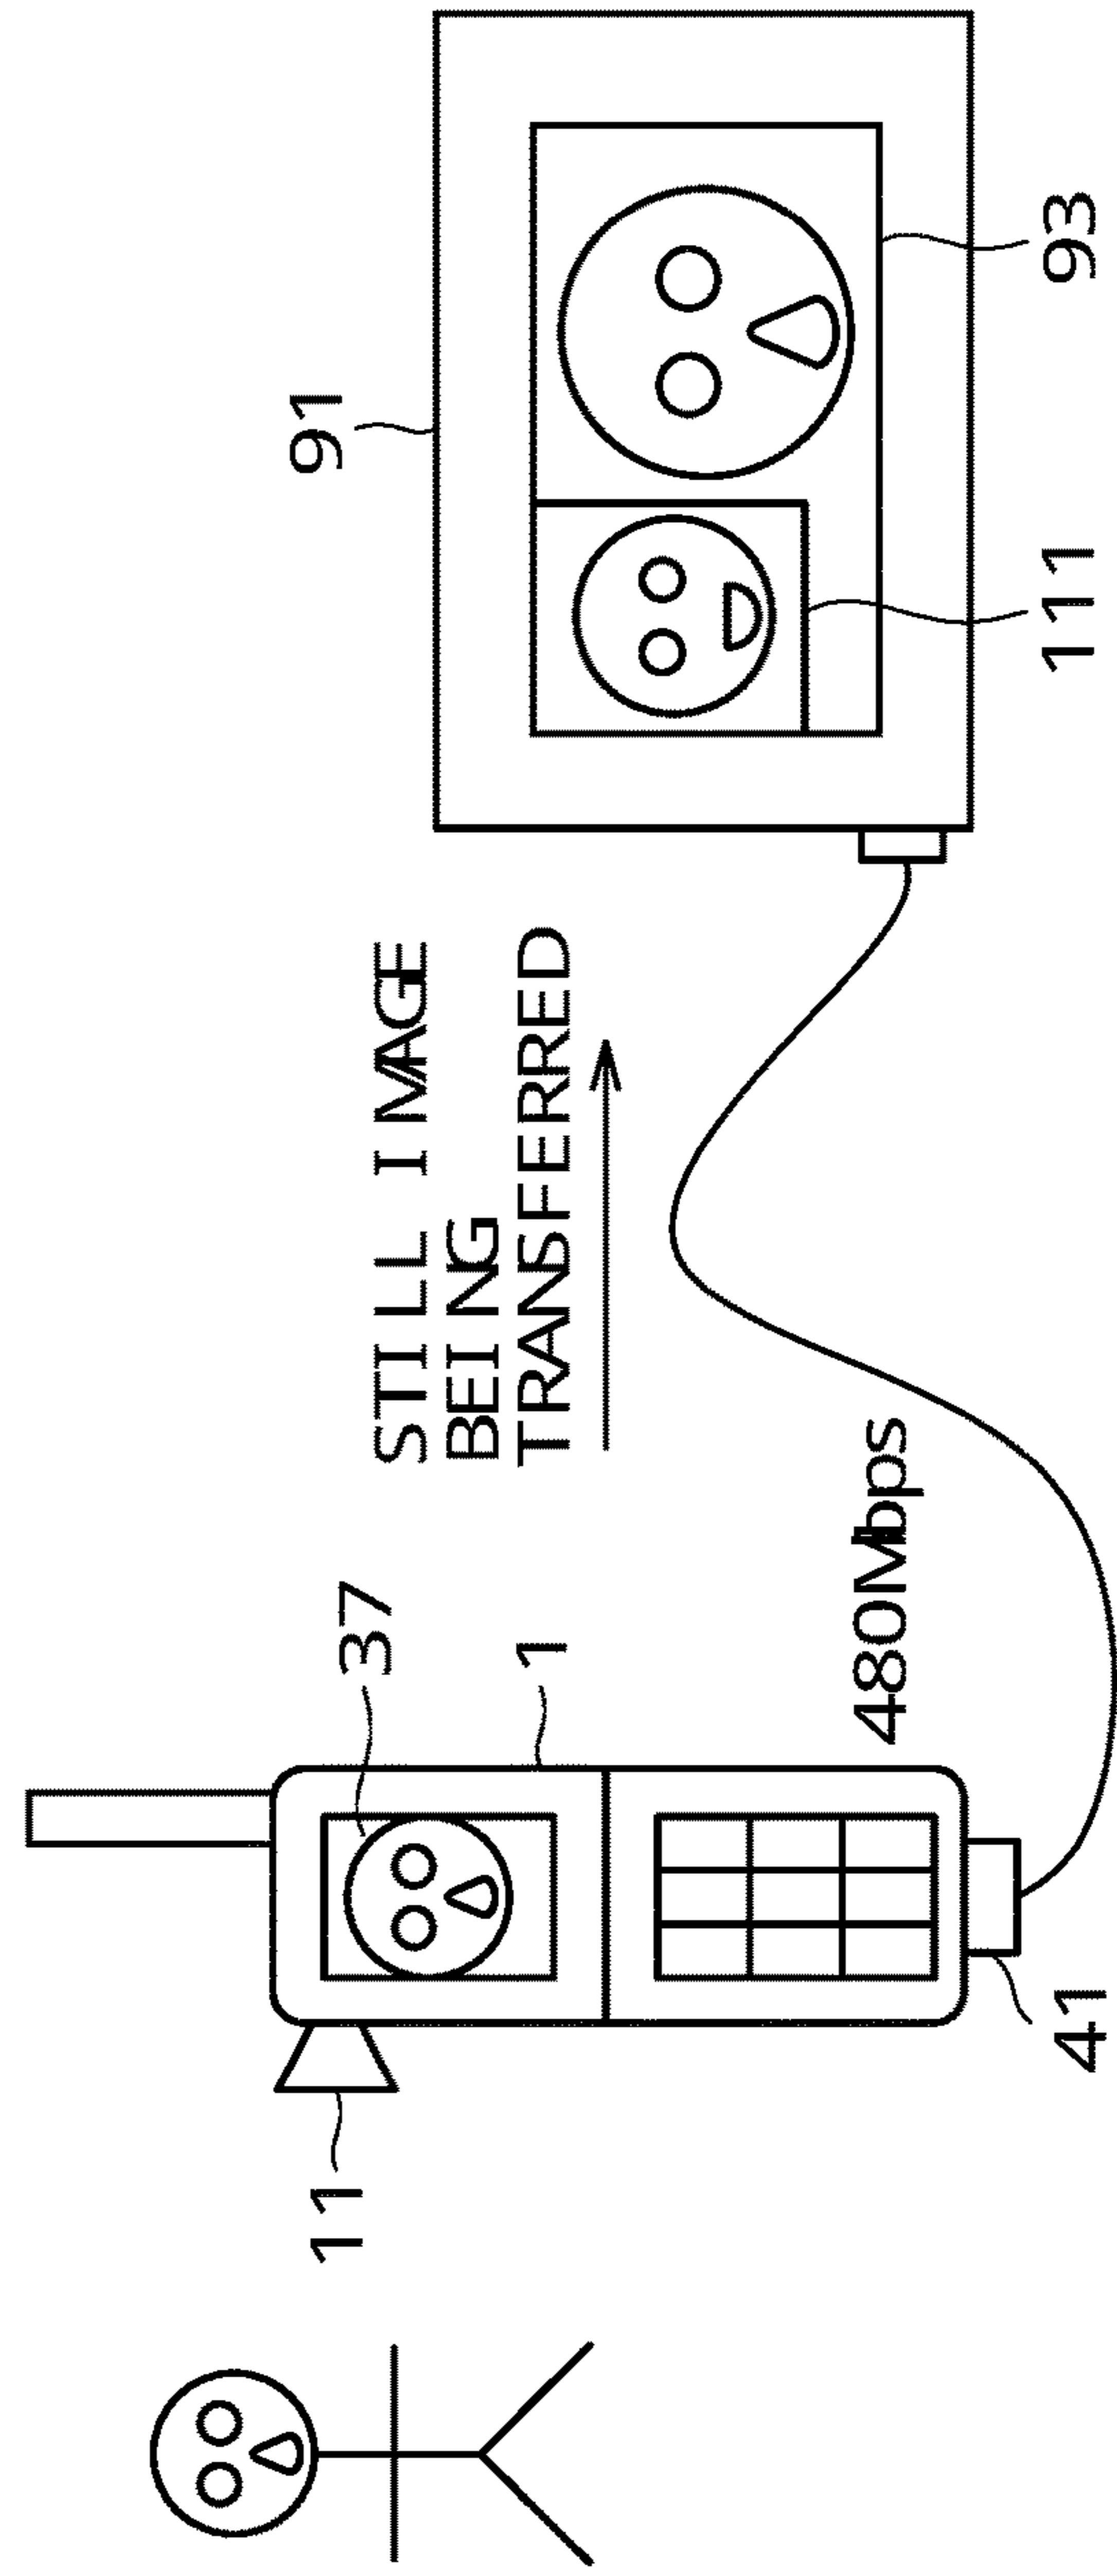 91
STILL IMAGE
BEING
TRANSFERRED
37
1
11
480Mbps
41
111
93